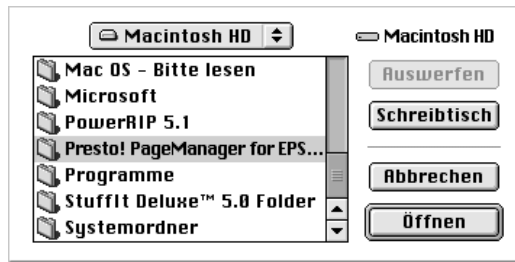 Macintosh HD
Macintosh HD
Mac OS - Bitte lesen
Microsoft
PowerRIP 5.1
Presto! PageManager for EPS...
Programme
StuffIt Deluxe™ 5.0 Folder
Systemordner
Auswerfen
Schreibtisch
Abbrechen
Öffnen